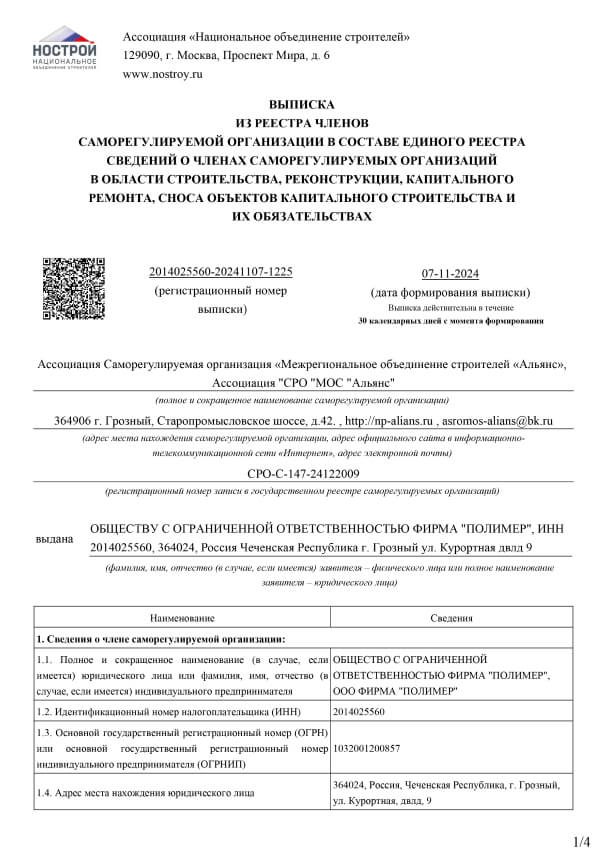 НОСТРОЙ
НАЦИОНАЛЬНОЕ
ОБЪЕДИНЕНИЕ СТРОИТЕЛЕЙ
Ассоциация «Национальное объединение строителей»
129090, г. Москва, Проспект Мира, д. 6
www.nostroy.ru
ВЫПИСКА
ИЗ РЕЕСТРА ЧЛЕНОВ
САМОРЕГУЛИРУЕМОЙ ОРГАНИЗАЦИИ В СОСТАВЕ ЕДИНОГО РЕЕСТРА
СВЕДЕНИЙ О ЧЛЕНАХ САМОРЕГУЛИРУЕМЫХ ОРГАНИЗАЦИЙ
В ОБЛАСТИ СТРОИТЕЛЬСТВА, РЕКОНСТРУКЦИИ, КАПИТАЛЬНОГО
РЕМОНТА, СНОСА ОБЪЕКТОВ КАПИТАЛЬНОГО СТРОИТЕЛЬСТВА И
ИХ ОБЯЗАТЕЛЬСТВАХ
2014025560-20241107-1225
(регистрационный номер
выписки)
07-11-2024
(дата формирования выписки)
Выписка действительна в течение
30 календарных дней с момента формирования
Ассоциация Саморегулируемая организация «Межрегиональное объединение строителей «Альянс»,
Ассоциация "СРО "МОС "Альянс"
(полное и сокращенное наименование саморегулируемой организации)
364906 г. Грозный, Старопромысловское шоссе, д.42. , http://np-alians.ru , asromos-alians@bk.ru
(адрес места нахождения саморегулируемой организации, адрес официального сайта в информационно-
телекоммуникационной сети «Интернет», адрес электронной почты)
СРО-С-147-24122009
(регистрационный номер записи в государственном реестре саморегулируемых организаций)
выдана
ОБЩЕСТВУ С ОГРАНИЧЕННОЙ ОТВЕТСТВЕННОСТЬЮ ФИРМА "ПОЛИМЕР", ИНН
2014025560, 364024, Россия Чеченская Республика г. Грозный ул. Курортная двлд 9
(фамилия, имя, отчество (в случае, если имеется) заявителя – физического лица или полное наименование
заявителя – юридического лица)
Наименование
Сведения
1. Сведения о члене саморегулируемой организации:
1.1. Полное и сокращенное наименование (в случае, если
имеется) юридического лица или фамилия, имя, отчество (в
случае, если имеется) индивидуального предпринимателя
ОБЩЕСТВО С ОГРАНИЧЕННОЙ
ОТВЕТСТВЕННОСТЬЮ ФИРМА "ПОЛИМЕР",
ООО ФИРМА "ПОЛИМЕР"
1.2. Идентификационный номер налогоплательщика (ИНН)
2014025560
1.3. Основной государственный регистрационный номер (ОГРН)
или основной государственный регистрационный номер
индивидуального предпринимателя (ОГРНИП)
1032001200857
1.4. Адрес места нахождения юридического лица
364024, Россия, Чеченская Республика, г. Грозный,
ул. Курортная, двлд, 9
1/4